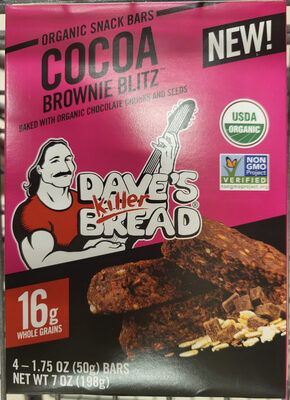 ORGANIC SNACK BARS
NEW!
COCOA
BROWNIE BLITZ™
BAKED WITH ORGANIC CHOCOLATE CHUNKS AND SEEDS
USDA
ORGANIC
NON
GMO
Project
VERIFIED
nongmoproject.org
DAVE'S
Killer
BREAD®
16g
WHOLE GRAINS
4 – 1.75 OZ (50g) BARS
NET WT 7 OZ (198g)